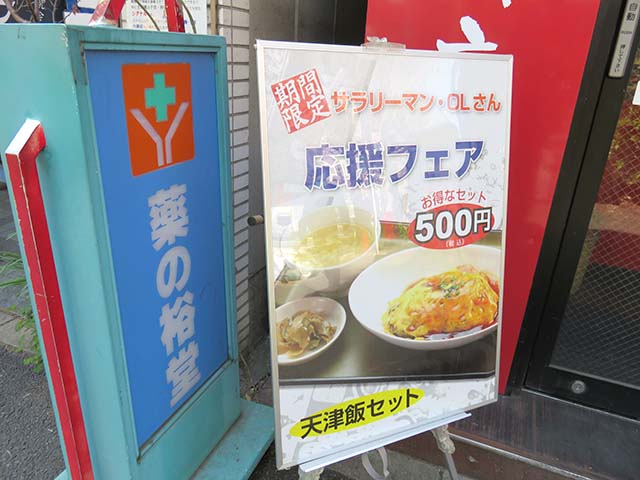 薬の裕堂
期間
限定
サラリーマン・OLさん
応援フェア
お得なセット
500円
(税込)
天津飯セット
自動